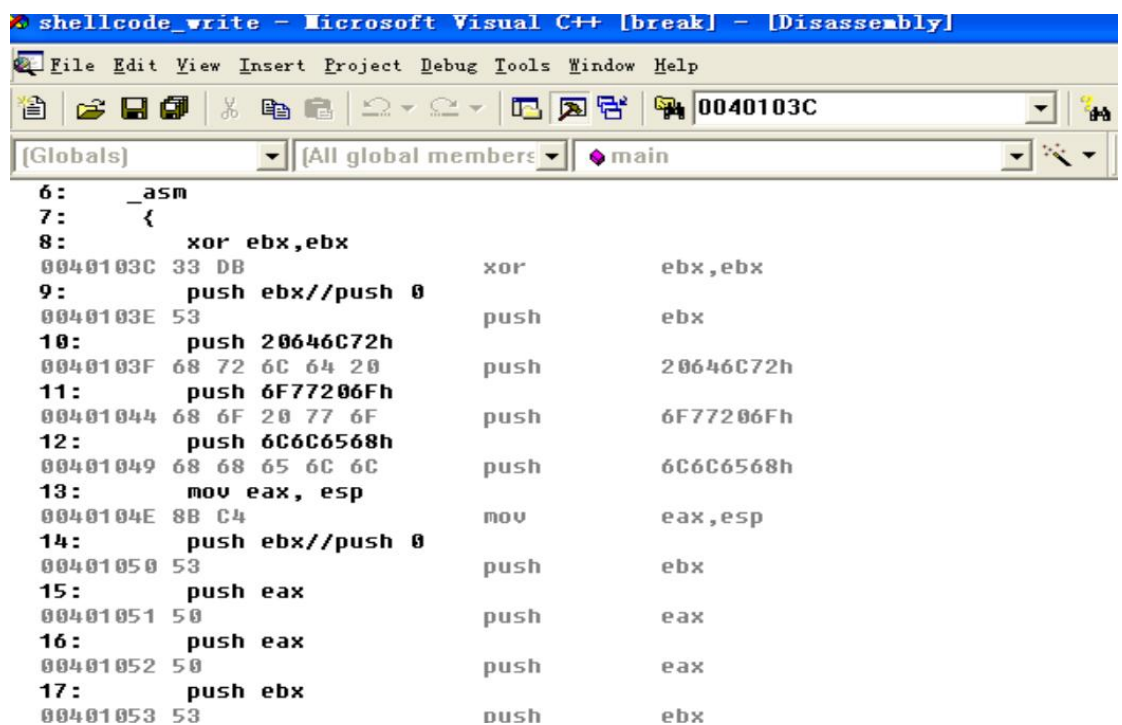 shellcode_write - Microsoft Visual C++ [break] - [Disassembly]
File Edit View Insert Project Debug Tools Window Help
0040103C
(Globals) (All global members main
6: _asm
7: {
8: xor ebx,ebx
0040103C 33 DB xor ebx,ebx
9: push ebx//push 0
0040103E 53 push ebx
10: push 20646C72h
0040103F 68 72 6C 64 20 push 20646C72h
11: push 6F77206Fh
00401044 68 6F 20 77 6F push 6F77206Fh
12: push 6C6C6568h
00401049 68 68 65 6C 6C push 6C6C6568h
13: mov eax, esp
0040104E 8B C4 mov eax,esp
14: push ebx//push 0
00401050 53 push ebx
15: push eax
00401051 50 push eax
16: push eax
00401052 50 push eax
17: push ebx
00401053 53 push ebx